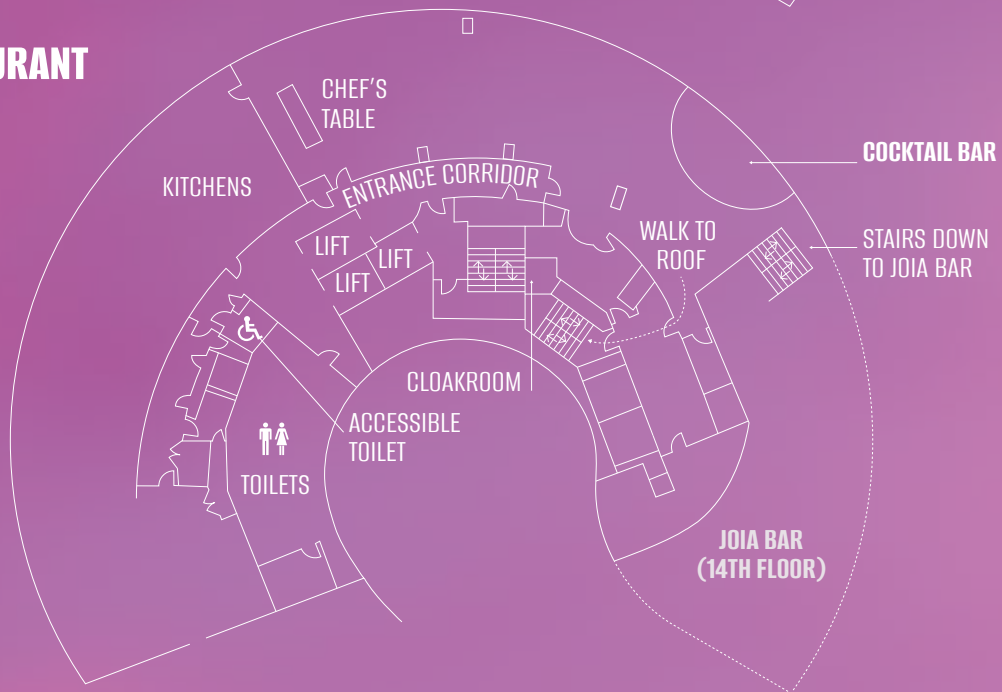 URANT
CHEF'S
TABLE
COCKTAIL BAR
KITCHENS
ENTRANCE CORRIDOR
WALK TO
ROOF
STAIRS DOWN
TO JOIA BAR
LIFT
LIFT
LIFT
CLOAKROOM
ACCESSIBLE
TOILET
TOILETS
JOIA BAR
(14TH FLOOR)